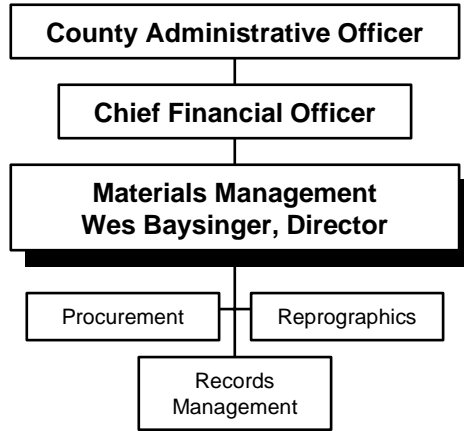 County Administrative Officer
Chief Financial Officer
Materials Management
Wes Baysinger, Director
Procurement
Reprographics
Records
Management